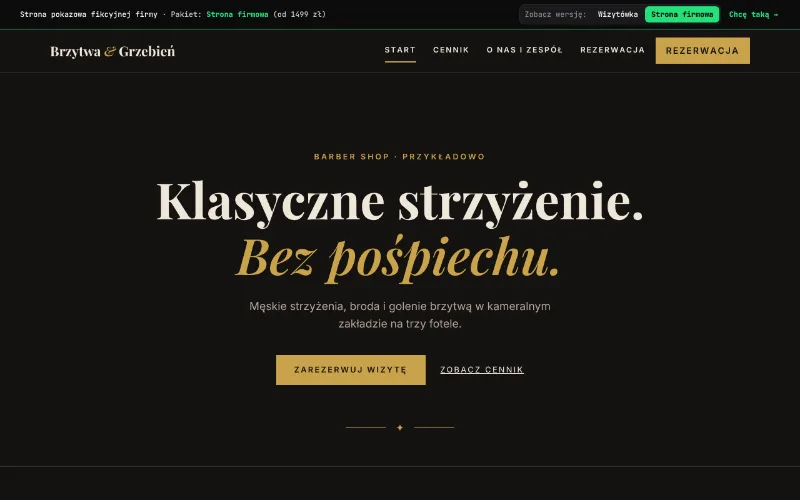 Strona pokazowa fikcyjnej firmy · Pakiet: Strona firmowa (od 1499 zł)
Zobacz wersję: Wizytówka Strona firmowa Chcę taką →
Brzytwa & Grzebień
START CENNIK O NAS I ZESPÓŁ REZERWACJA REZERWACJA
BARBER SHOP · PRZYKŁADOWO
Klasyczne strzyżenie.
Bez pośpiechu.
Męskie strzyżenia, broda i golenie brzytwą w kameralnym
zakładzie na trzy fotele.
ZAREZERWUJ WIZYTĘ ZOBACZ CENNIK